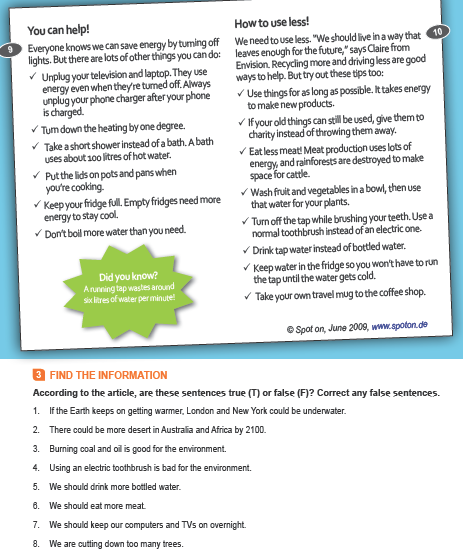 You can help!
9
Everyone knows we can save energy by turning off
lights. But there are lots of other things you can do:
✓ Unplug your television and laptop. They use
energy even when they're turned off. Always
unplug your phone charger after your phone
is charged.
✓ Turn down the heating by one degree.
✓ Take a short shower instead of a bath. A bath
uses about 100 litres of hot water.
✓ Put the lids on pots and pans when
you're cooking.
✓ Keep your fridge full. Empty fridges need more
energy to stay cool.
✓ Don't boil more water than you need.
Did you know?
A running tap wastes around
six litres of water per minute!
How to use less!
10
We need to use less. "We should live in a way that
leaves enough for the future," says Claire from
Envision. Recycling more and driving less are good
ways to help. But try out these tips too:
✓ Use things for as long as possible. It takes energy
to make new products.
✓ If your old things can still be used, give them to
charity instead of throwing them away.
✓ Eat less meat! Meat production uses lots of
energy, and rainforests are destroyed to make
space for cattle.
✓ Wash fruit and vegetables in a bowl, then use
that water for your plants.
✓ Turn off the tap while brushing your teeth. Use a
normal toothbrush instead of an electric one.
✓ Drink tap water instead of bottled water.
✓ Keep water in the fridge so you won't have to run
the tap until the water gets cold.
✓ Take your own travel mug to the coffee shop.
© Spot on, June 2009, www.spoton.de
3 FIND THE INFORMATION
According to the article, are these sentences true (T) or false (F)? Correct any false sentences.
1. If the Earth keeps on getting warmer, London and New York could be underwater.
2. There could be more desert in Australia and Africa by 2100.
3. Burning coal and oil is good for the environment.
4. Using an electric toothbrush is bad for the environment.
5. We should drink more bottled water.
6. We should eat more meat.
7. We should keep our computers and TVs on overnight.
8. We are cutting down too many trees.